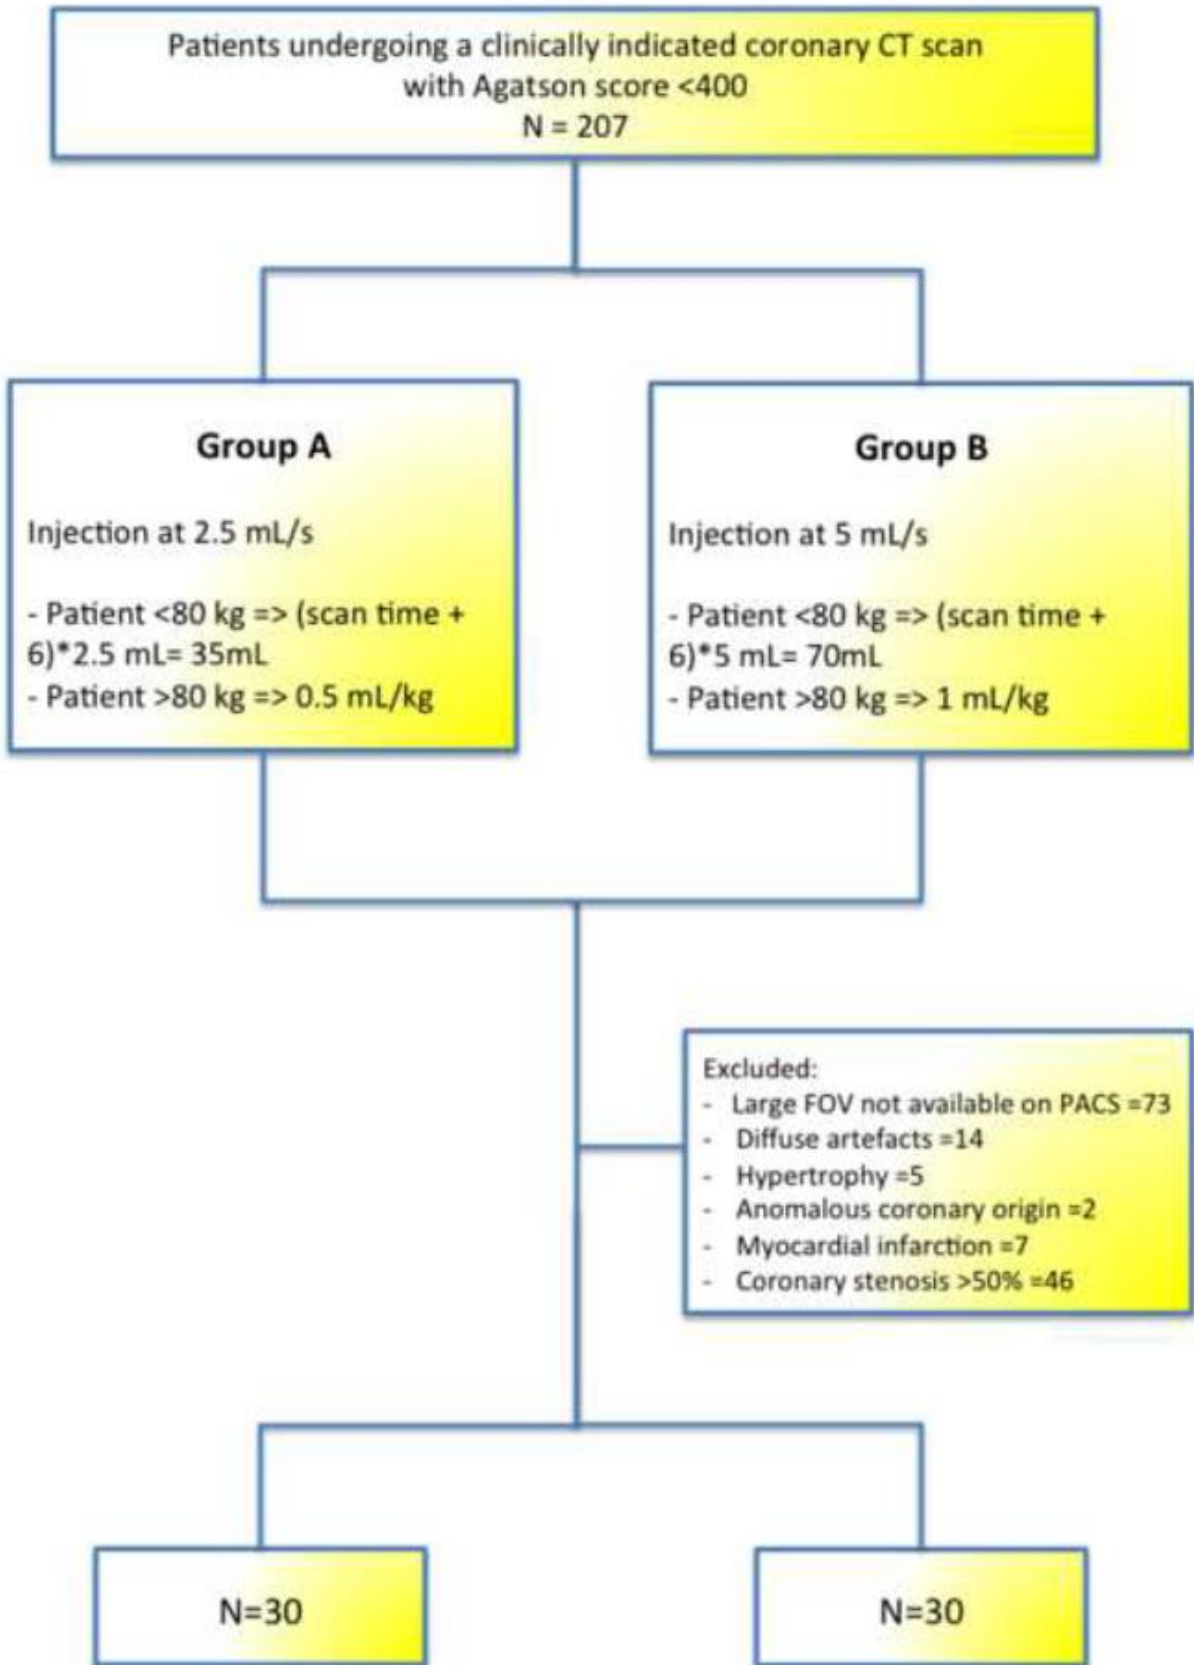 Patients undergoing a clinically indicated coronary CT scan
with Agatson score <400
N = 207
Group A
Injection at 2.5 mL/s
- Patient <80 kg => (scan time +
6)*2.5 mL= 35mL
- Patient >80 kg => 0.5 mL/kg
Group B
Injection at 5 mL/s
- Patient <80 kg => (scan time +
6)*5 mL= 70mL
- Patient >80 kg => 1 mL/kg
Excluded:
- Large FOV not available on PACS =73
- Diffuse artefacts =14
- Hypertrophy =5
- Anomalous coronary origin =2
- Myocardial infarction =7
- Coronary stenosis >50% =46
N=30
N=30